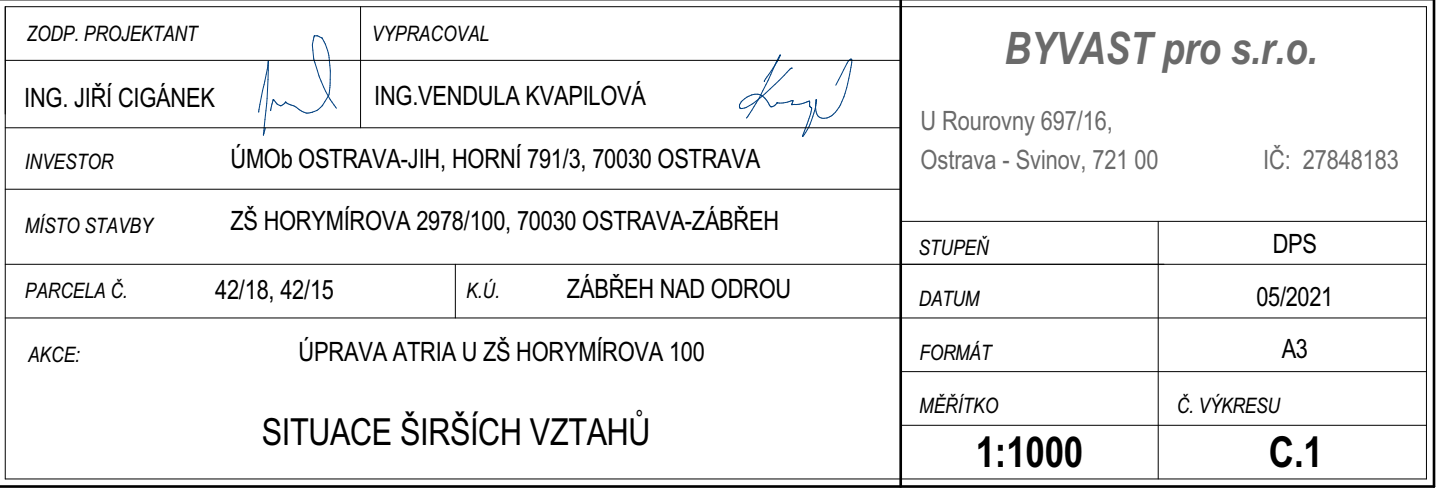 ZODP. PROJEKTANT
VYPRACOVAL
ING. JIŘÍ CIGÁNEK
ING.VENDULA KVAPILOVÁ
INVESTOR ÚMOb OSTRAVA-JIH, HORNÍ 791/3, 70030 OSTRAVA
MÍSTO STAVBY ZŠ HORYMÍROVA 2978/100, 70030 OSTRAVA-ZÁBŘEH
PARCELA Č. 42/18, 42/15 K.Ú. ZÁBŘEH NAD ODROU
AKCE: ÚPRAVA ATRIA U ZŠ HORYMÍROVA 100
SITUACE ŠIRŠÍCH VZTAHŮ
BYVAST pro s.r.o.
U Rourovny 697/16,
Ostrava - Svinov, 721 00 IČ: 27848183
STUPEŇ DPS
DATUM 05/2021
FORMÁT A3
MĚŘÍTKO Č. VÝKRESU
1:1000 C.1